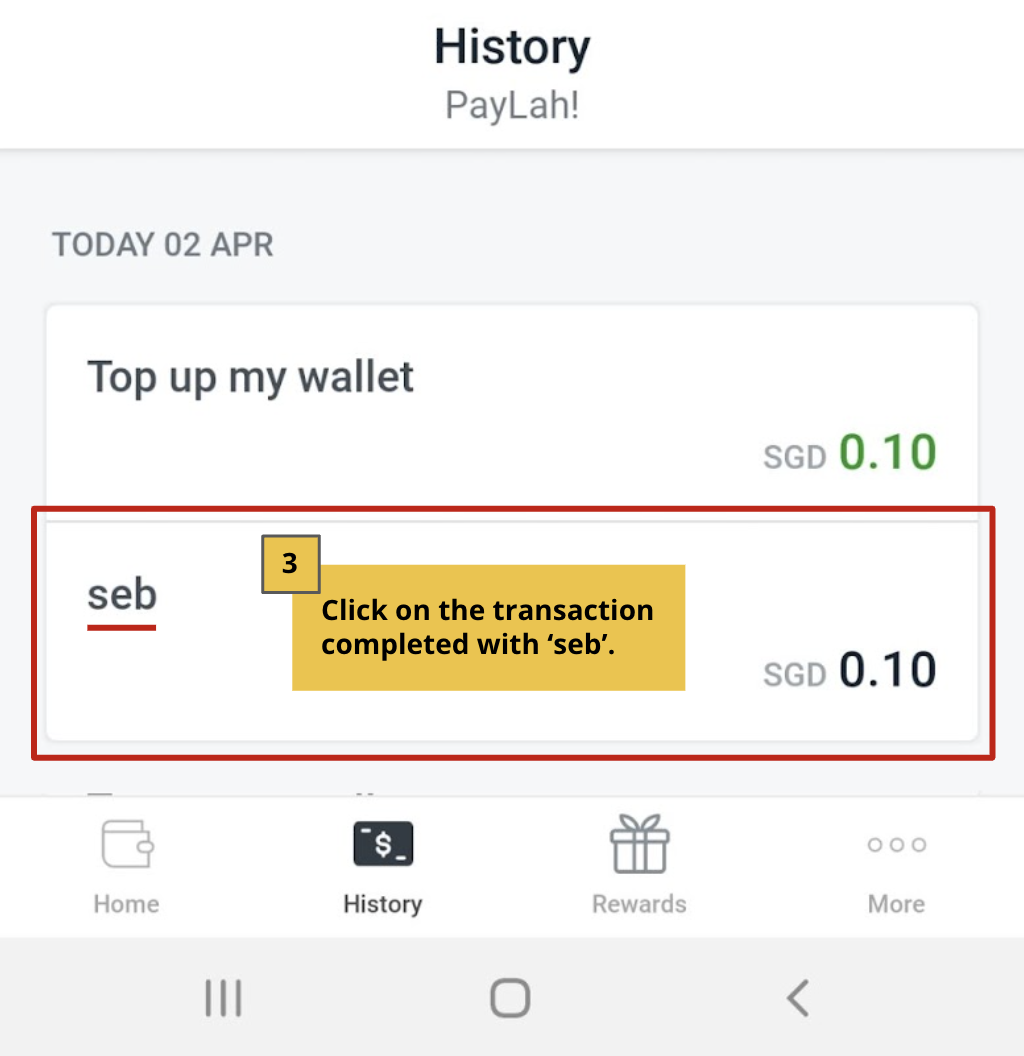 History
PayLah!
TODAY 02 APR
Top up my wallet
SGD 0.10
seb
3
Click on the transaction
completed with ‘seb’.
SGD 0.10
Home
History
Rewards
More